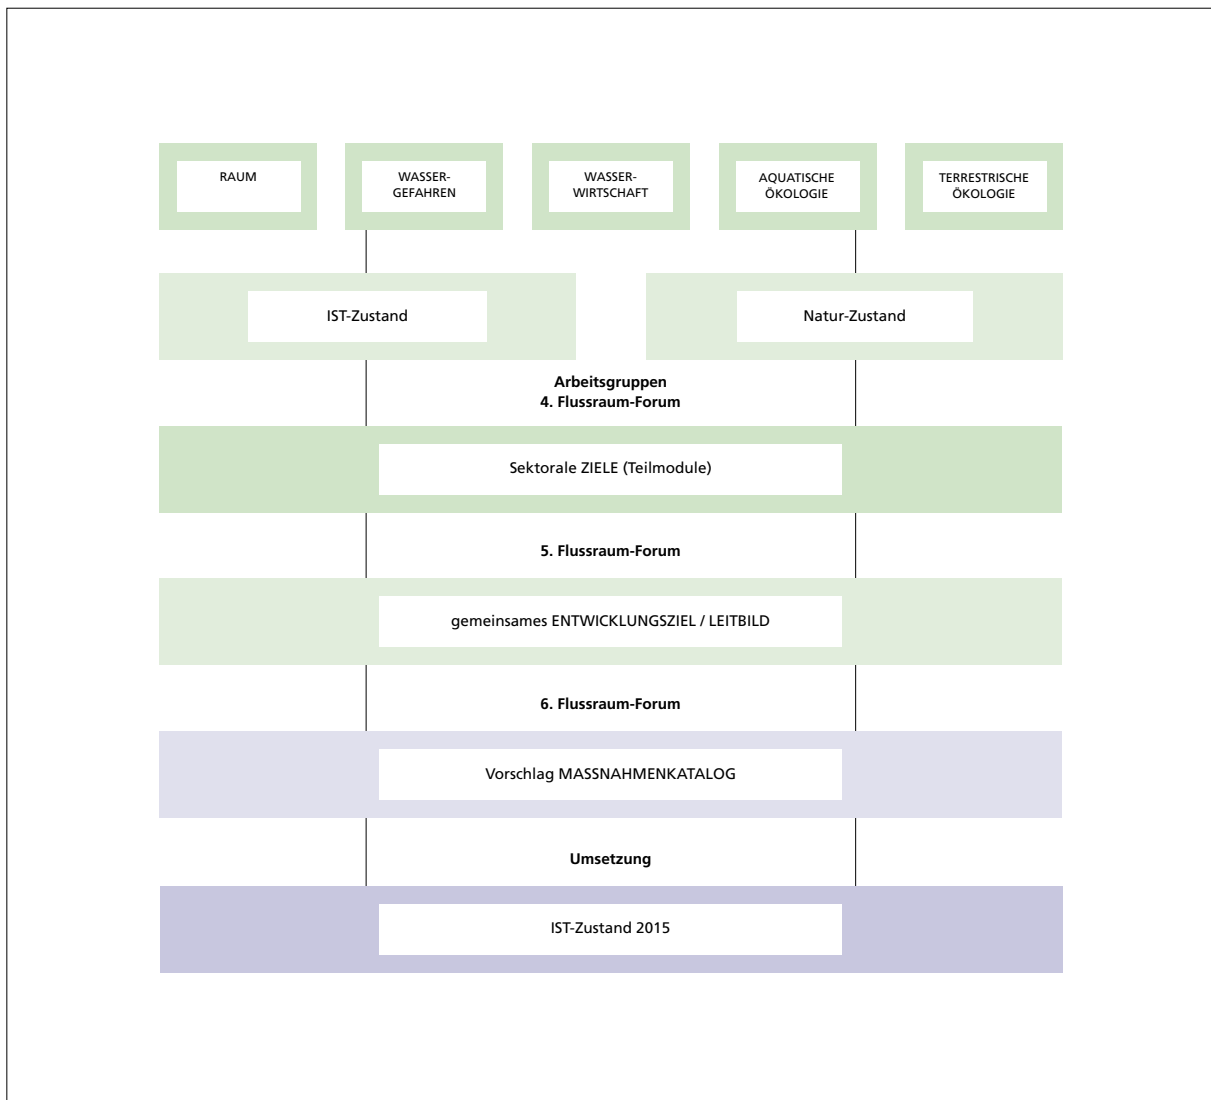 RAUM
WASSER-
GEFAHREN
WASSER-
WIRTSCHAFT
AQUATISCHE
ÖKOLOGIE
TERRESTRISCHE
ÖKOLOGIE
IST-Zustand
Natur-Zustand
Arbeitsgruppen
4. Flussraum-Forum
Sektorale ZIELE (Teilmodule)
5. Flussraum-Forum
gemeinsames ENTWICKLUNGSZIEL / LEITBILD
6. Flussraum-Forum
Vorschlag MASSNAHMENKATALOG
Umsetzung
IST-Zustand 2015